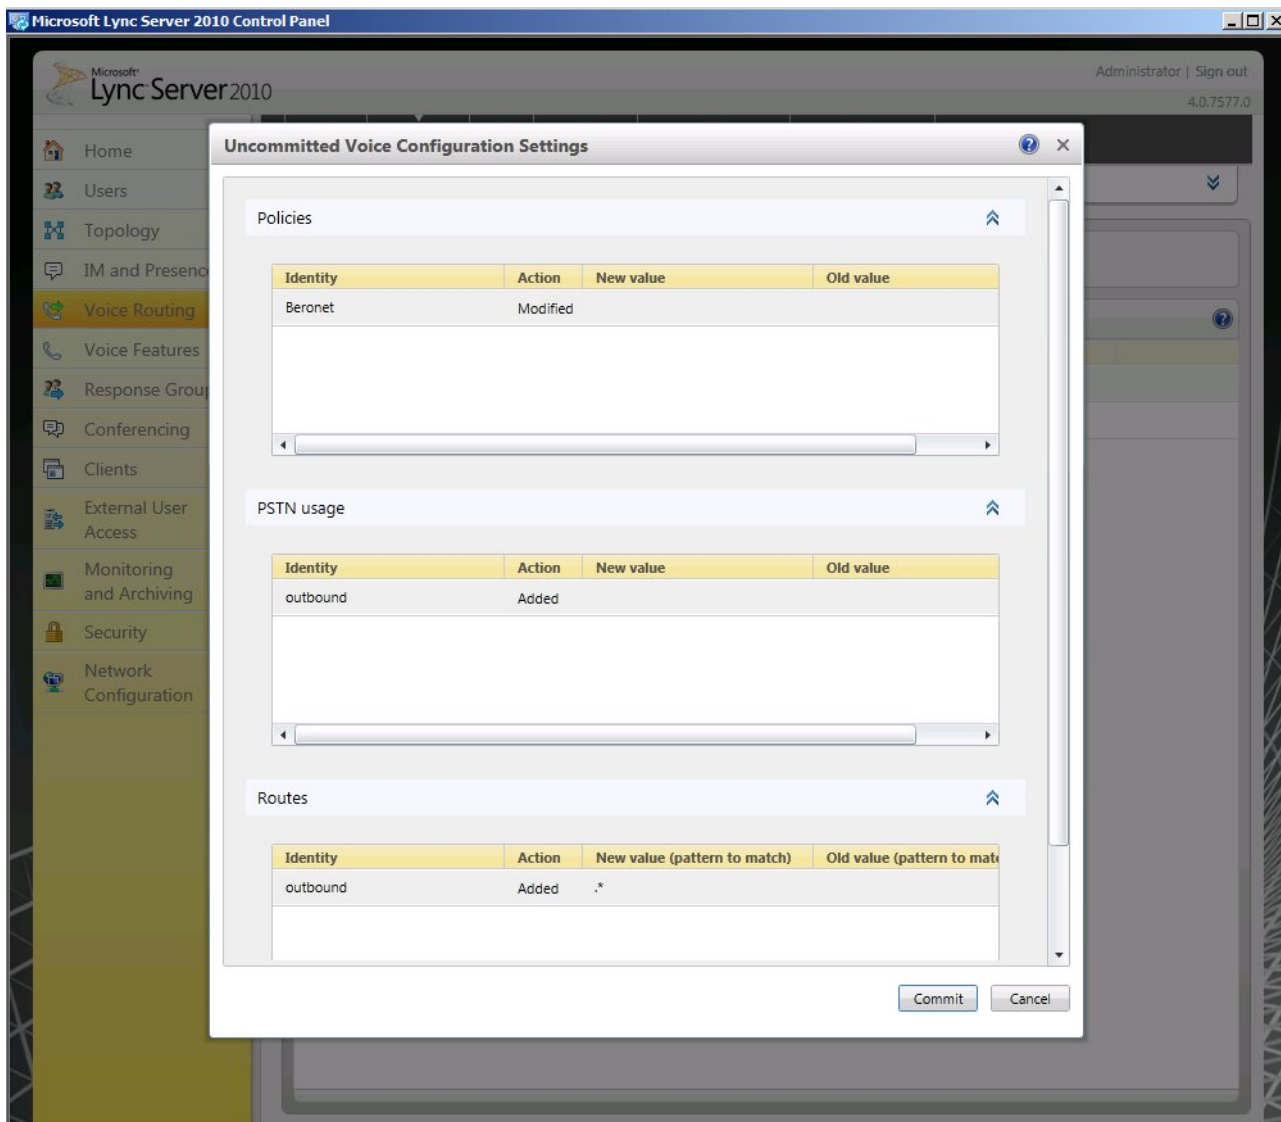 Microsoft Lync Server 2010 Control Panel
Microsoft®
Lync Server 2010
Administrator | Sign out
4.0.7577.0
Home
Users
Topology
IM and Presence
Voice Routing
Voice Features
Response Group
Conferencing
Clients
External User
Access
Monitoring
and Archiving
Security
Network
Configuration
Uncommitted Voice Configuration Settings
Policies
Identity Action New value Old value
Beronet Modified
PSTN usage
Identity Action New value Old value
outbound Added
Routes
Identity Action New value (pattern to match) Old value (pattern to mat
outbound Added .*
Commit Cancel